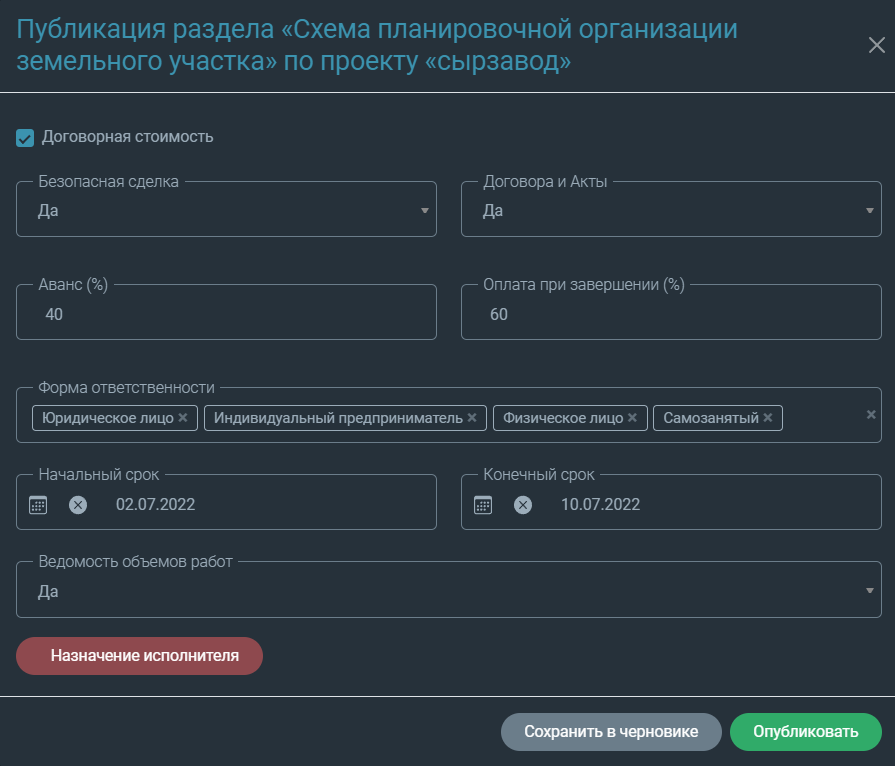 Публикация раздела «Схема планировочной организации
земельного участка» по проекту «сырзавод»
Договорная стоимость
Безопасная сделка
Да
Договора и Акты
Да
Аванс (%)
40
Оплата при завершении (%)
60
Форма ответственности
Юридическое лицо
Индивидуальный предприниматель
Физическое лицо
Самозанятый
Начальный срок
02.07.2022
Конечный срок
10.07.2022
Ведомость объемов работ
Да
Назначение исполнителя
Сохранить в черновике
Опубликовать